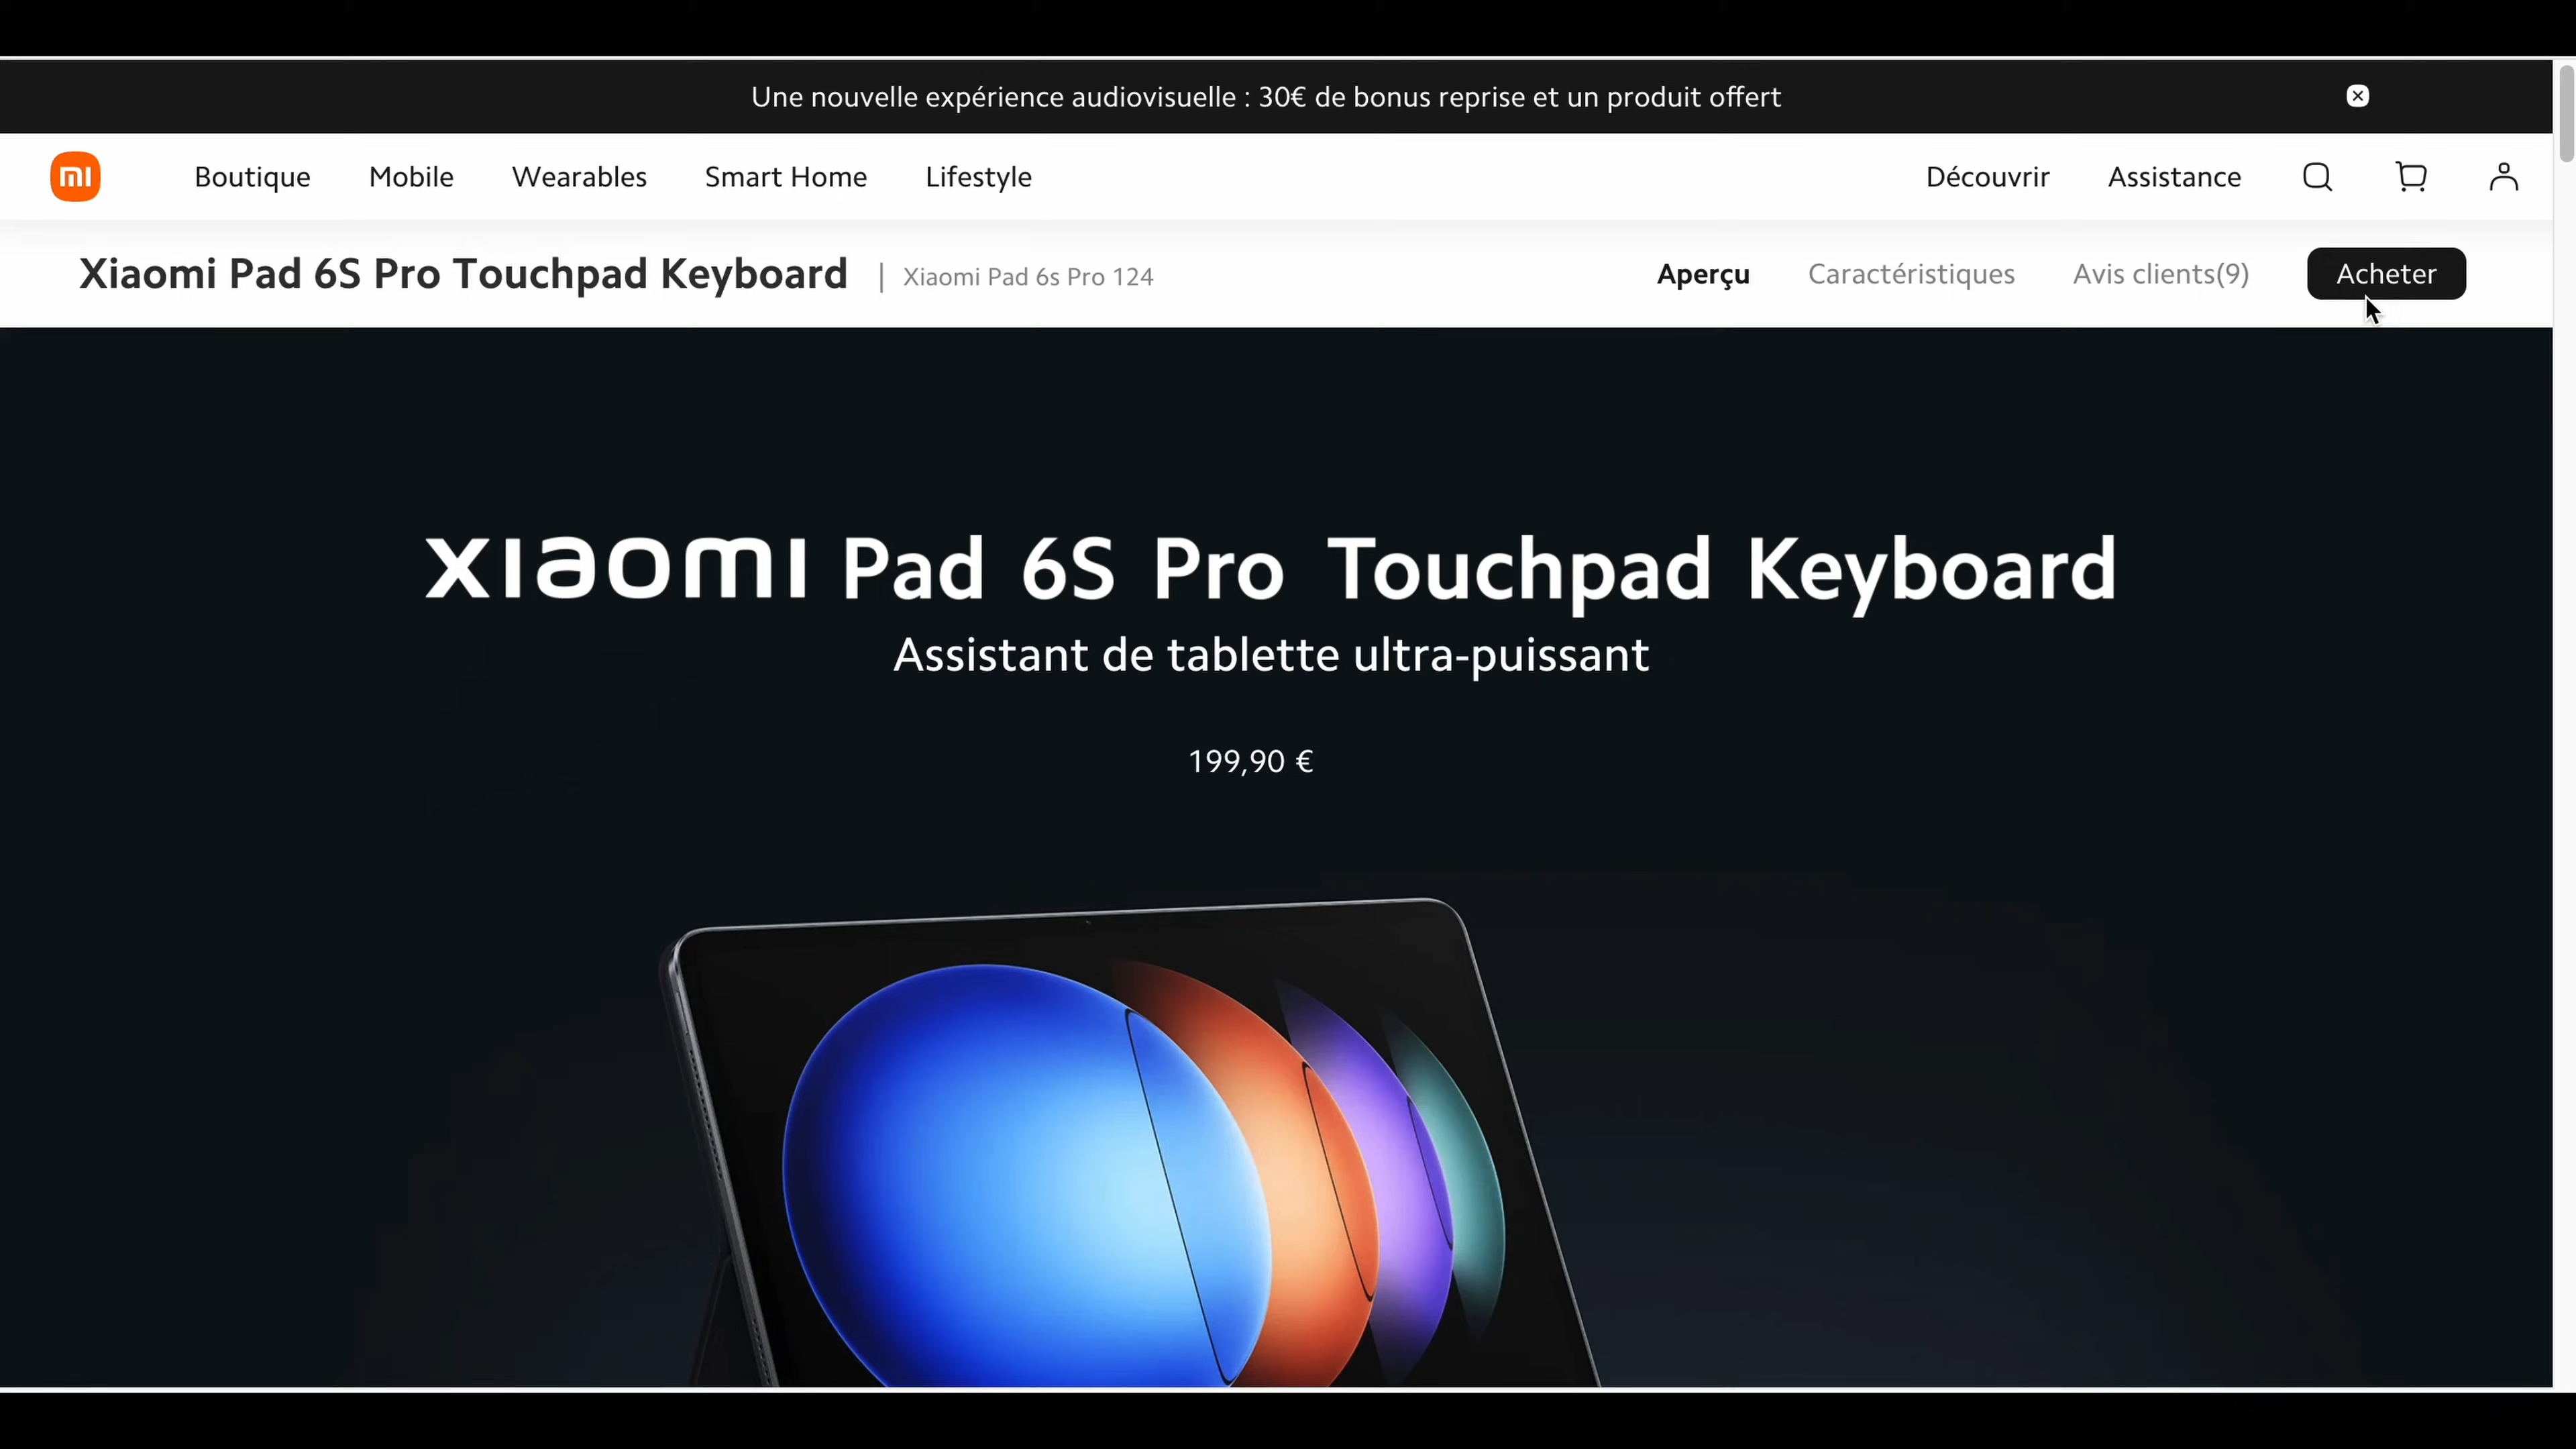 Une nouvelle expérience audiovisuelle : 30€ de bonus reprise et un produit offert
mi Boutique Mobile Wearables Smart Home Lifestyle Découvrir Assistance
Xiaomi Pad 6S Pro Touchpad Keyboard | Xiaomi Pad 6s Pro 124 Aperçu Caractéristiques Avis clients(9) Acheter
xiaomi Pad 6S Pro Touchpad Keyboard
Assistant de tablette ultra-puissant
199,90 €